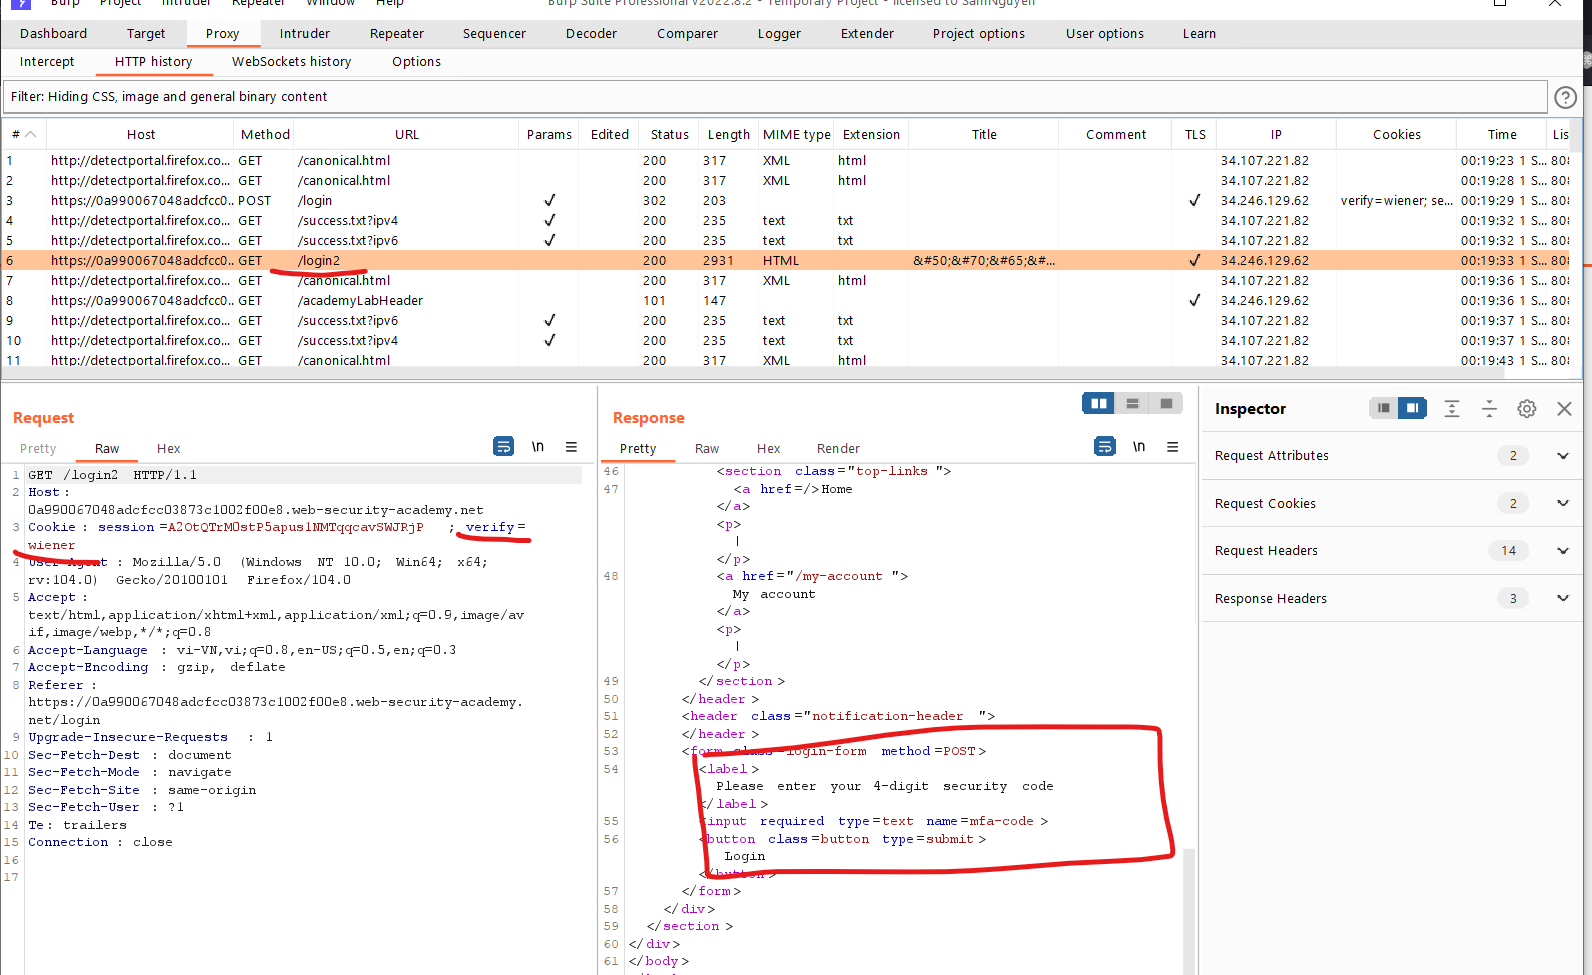 Burp Project Intruder Repeater Window Help Burp Suite Professional v2022.8.2 - Temporary Project - licensed to SamNguyen
Dashboard Target Proxy Intruder Repeater Sequencer Decoder Comparer Logger Extender Project options User options Learn
Intercept HTTP history WebSockets history Options
Filter: Hiding CSS, image and general binary content
# Host Method URL Params Edited Status Length MIME type Extension Title Comment TLS IP Cookies Time Lis
1 http://detectportal.firefox.co... GET /canonical.html 200 317 XML html 34.107.221.82 00:19:23 1 S... 808
2 http://detectportal.firefox.co... GET /canonical.html 200 317 XML html 34.107.221.82 00:19:28 1 S... 808
3 https://0a990067048adcfcc0... POST /login ✓ 302 203 ✓ 34.246.129.62 verify=wiener; se... 00:19:29 1 S... 808
4 http://detectportal.firefox.co... GET /success.txt?ipv4 ✓ 200 235 text txt 34.107.221.82 00:19:32 1 S... 808
5 http://detectportal.firefox.co... GET /success.txt?ipv6 ✓ 200 235 text txt 34.107.221.82 00:19:32 1 S... 808
6 https://0a990067048adcfcc0... GET /login2 200 2931 HTML &#50;&#70;&#65;&#... ✓ 34.246.129.62 00:19:33 1 S... 808
7 http://detectportal.firefox.co... GET /canonical.html 200 317 XML html 34.107.221.82 00:19:36 1 S... 808
8 https://0a990067048adcfcc0... GET /academyLabHeader 101 147 ✓ 34.246.129.62 00:19:36 1 S... 808
9 http://detectportal.firefox.co... GET /success.txt?ipv6 ✓ 200 235 text txt 34.107.221.82 00:19:37 1 S... 808
10 http://detectportal.firefox.co... GET /success.txt?ipv4 ✓ 200 235 text txt 34.107.221.82 00:19:37 1 S... 808
11 http://detectportal.firefox.co... GET /canonical.html 200 317 XML html 34.107.221.82 00:19:43 1 S... 808
Request
Pretty Raw Hex \n
1 GET /login2 HTTP/1.1
2 Host:
0a990067048adcfcc03873c1002f00e8.web-security-academy.net
3 Cookie: session=A2OtQTrM0stP5apuslNMTqqcavSWJRjP; verify=
wiener
4 User-Agent: Mozilla/5.0 (Windows NT 10.0; Win64; x64;
rv:104.0) Gecko/20100101 Firefox/104.0
5 Accept:
text/html,application/xhtml+xml,application/xml;q=0.9,image/av
if,image/webp,*/*;q=0.8
6 Accept-Language: vi-VN,vi;q=0.8,en-US;q=0.5,en;q=0.3
7 Accept-Encoding: gzip, deflate
8 Referer:
https://0a990067048adcfcc03873c1002f00e8.web-security-academy.
net/login
9 Upgrade-Insecure-Requests: 1
10 Sec-Fetch-Dest: document
11 Sec-Fetch-Mode: navigate
12 Sec-Fetch-Site: same-origin
13 Sec-Fetch-User: ?1
14 Te: trailers
15 Connection: close
16
17
Response
Pretty Raw Hex Render \n
46 <section class="top-links">
47 <a href=/>Home
</a>
<p>
|
</p>
48 <a href="/my-account">
My account
</a>
<p>
|
</p>
49 </section>
50 </header>
51 <header class="notification-header">
52 </header>
53 <form class=login-form method=POST>
54 <label>
Please enter your 4-digit security code
</label>
55 <input required type=text name=mfa-code>
56 <button class=button type=submit>
Login
</button>
57 </form>
58 </div>
59 </section>
60 </div>
61 </body>
Inspector
Request Attributes 2
Request Cookies 2
Request Headers 14
Response Headers 3